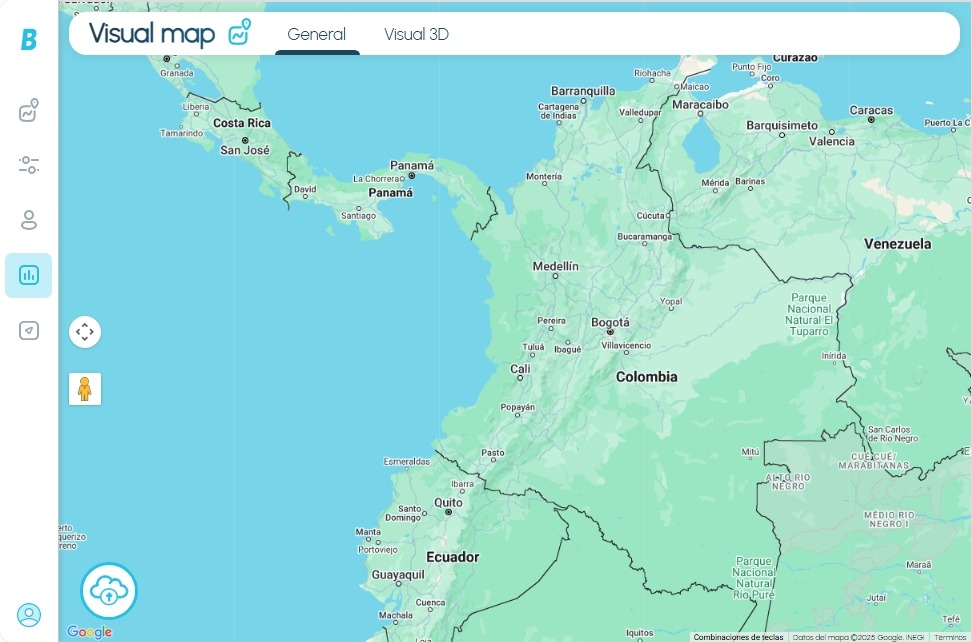 B
Visual map
General
Visual 3D
Curazao
Granada
Riohacha
Punto Fijo
Coro
Maicao
Barranquilla
Liberia
Cartagena
de Indias
Maracaibo
Valledupar
Caracas
Costa Rica
Barquisimeto
Puerto La C
Tamarindo
Valencia
San José
Panamá
La Chorrera
Montería
Mérida
Barinas
David
Panamá
Santiago
Cúcuta
Bucaramanga
Venezuela
Medellín
Yopal
Parque
Nacional
Natural El
Tuparro
Pereira
Bogotá
Tuluá
Ibagué
Villavicencio
Inírida
Cali
Colombia
Popayán
San Carlos
de Río Negro
Pasto
Mitú
CUÉ CUÉ/
MARABITANAS
Esmeraldas
ALTO RIO
NEGRO
Ibarra
Quito
Santo
Domingo
MÉDIO RIO
NEGRO I
Manta
Portoviejo
Ecuador
Maraã
Guayaquil
Parque
Nacional
Natural
Río Puré
Cuenca
Jutaí
Machala
Tefé
Google
Iquitos
Combinaciones de teclas
Datos del mapa ©2025 Google, INEGI
Términos